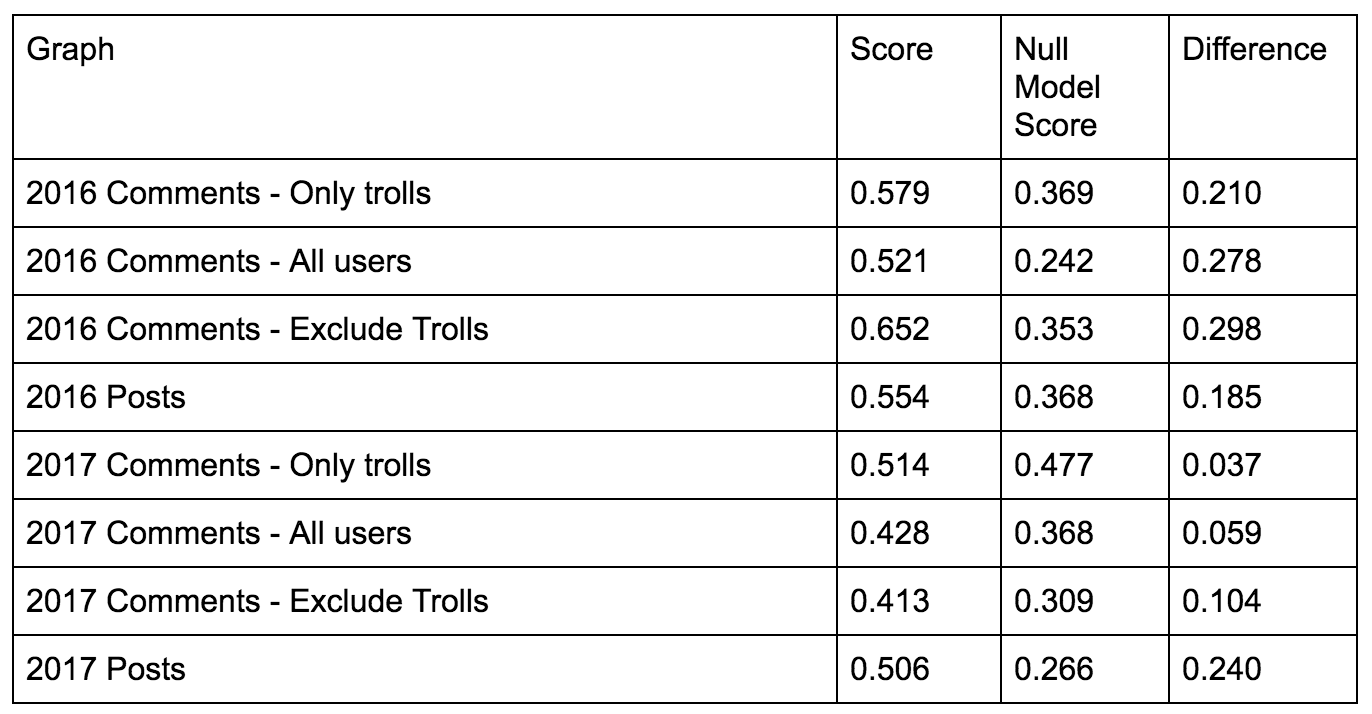 Graph Score Null Model Score Difference
2016 Comments - Only trolls 0.579 0.369 0.210
2016 Comments - All users 0.521 0.242 0.278
2016 Comments - Exclude Trolls 0.652 0.353 0.298
2016 Posts 0.554 0.368 0.185
2017 Comments - Only trolls 0.514 0.477 0.037
2017 Comments - All users 0.428 0.368 0.059
2017 Comments - Exclude Trolls 0.413 0.309 0.104
2017 Posts 0.506 0.266 0.240